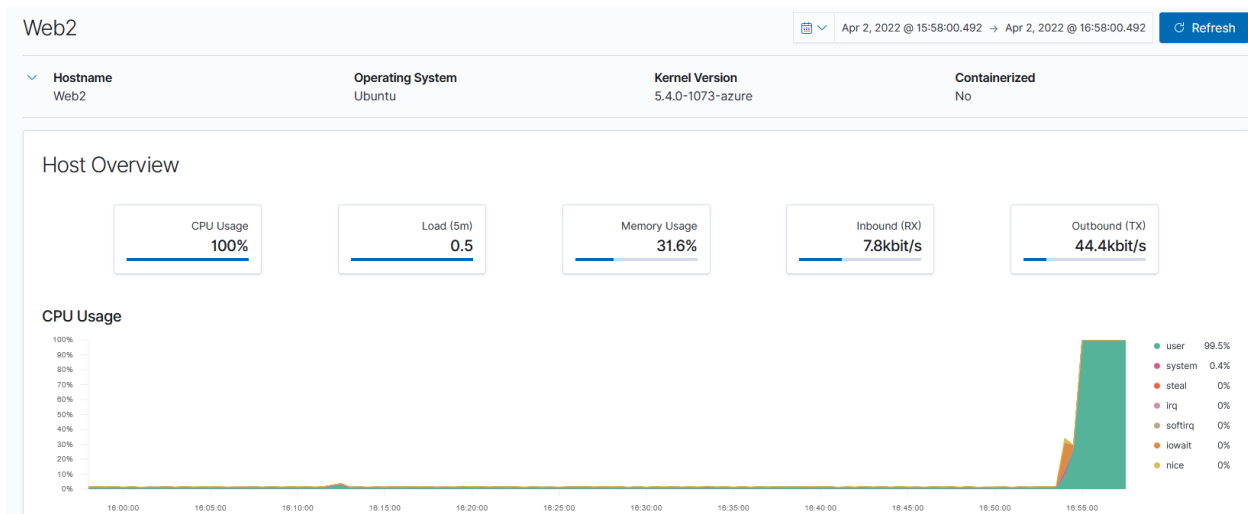 Web2
Apr 2, 2022 @ 15:58:00.492 → Apr 2, 2022 @ 16:58:00.492 Refresh
Hostname Operating System Kernel Version Containerized
Web2 Ubuntu 5.4.0-1073-azure No
Host Overview
CPU Usage Load (5m) Memory Usage Inbound (RX) Outbound (TX)
100% 0.5 31.6% 7.8kbit/s 44.4kbit/s
CPU Usage
100%
90%
80%
70%
60%
50%
40%
30%
20%
10%
0%
user 99.5%
system 0.4%
steal 0%
irq 0%
softirq 0%
iowait 0%
nice 0%
16:00:00 16:05:00 16:10:00 16:15:00 16:20:00 16:25:00 16:30:00 16:35:00 16:40:00 16:45:00 16:50:00 16:55:00